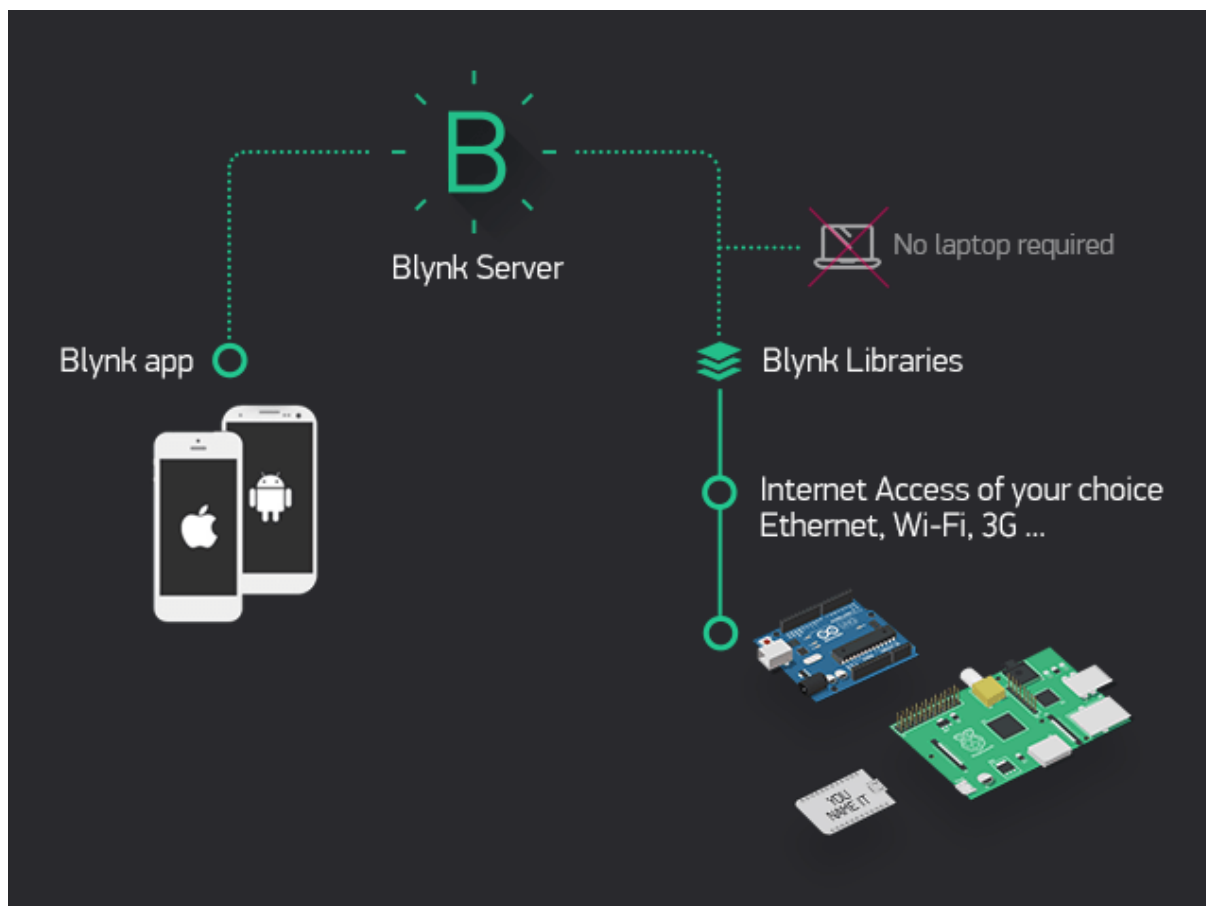 B
Blynk Server
No laptop required
Blynk app
Blynk Libraries
Internet Access of your choice
Ethernet, Wi-Fi, 3G ...
YOU
NAME IT